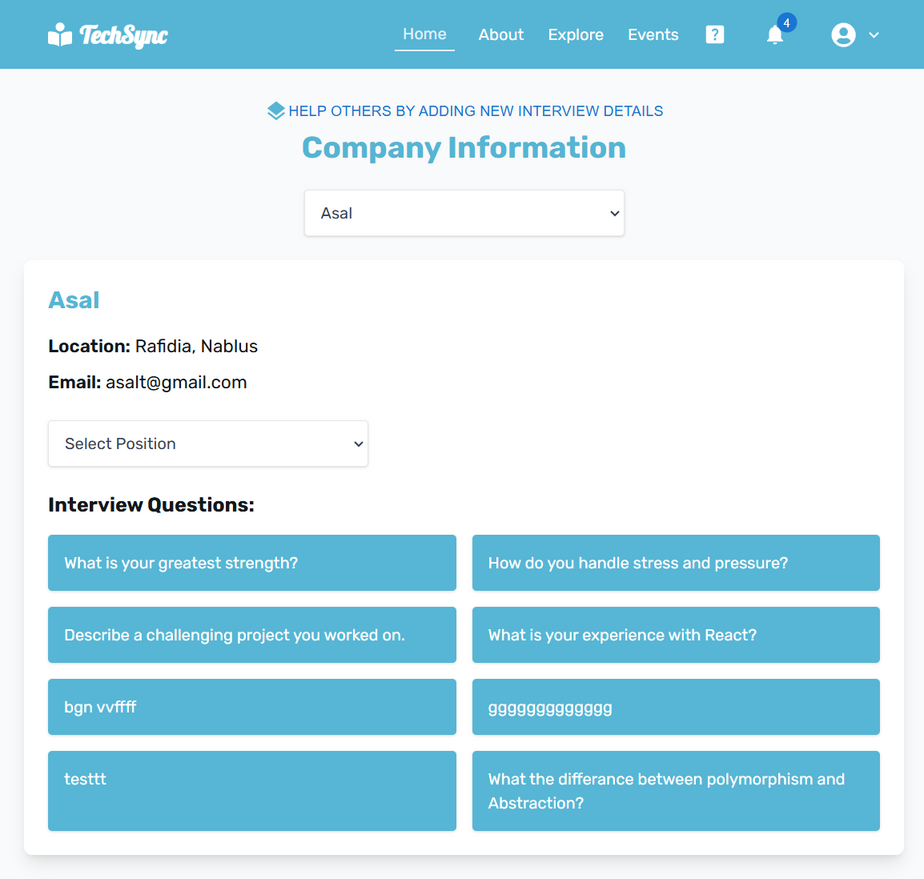 TechSync
Home
About
Explore
Events
?
4
HELP OTHERS BY ADDING NEW INTERVIEW DETAILS
Company Information
Asal
Asal
Location: Rafidia, Nablus
Email: asalt@gmail.com
Select Position
Interview Questions:
What is your greatest strength?
How do you handle stress and pressure?
Describe a challenging project you worked on.
What is your experience with React?
bgn vvffff
ggggggggggggg
testtt
What the differance between polymorphism and
Abstraction?